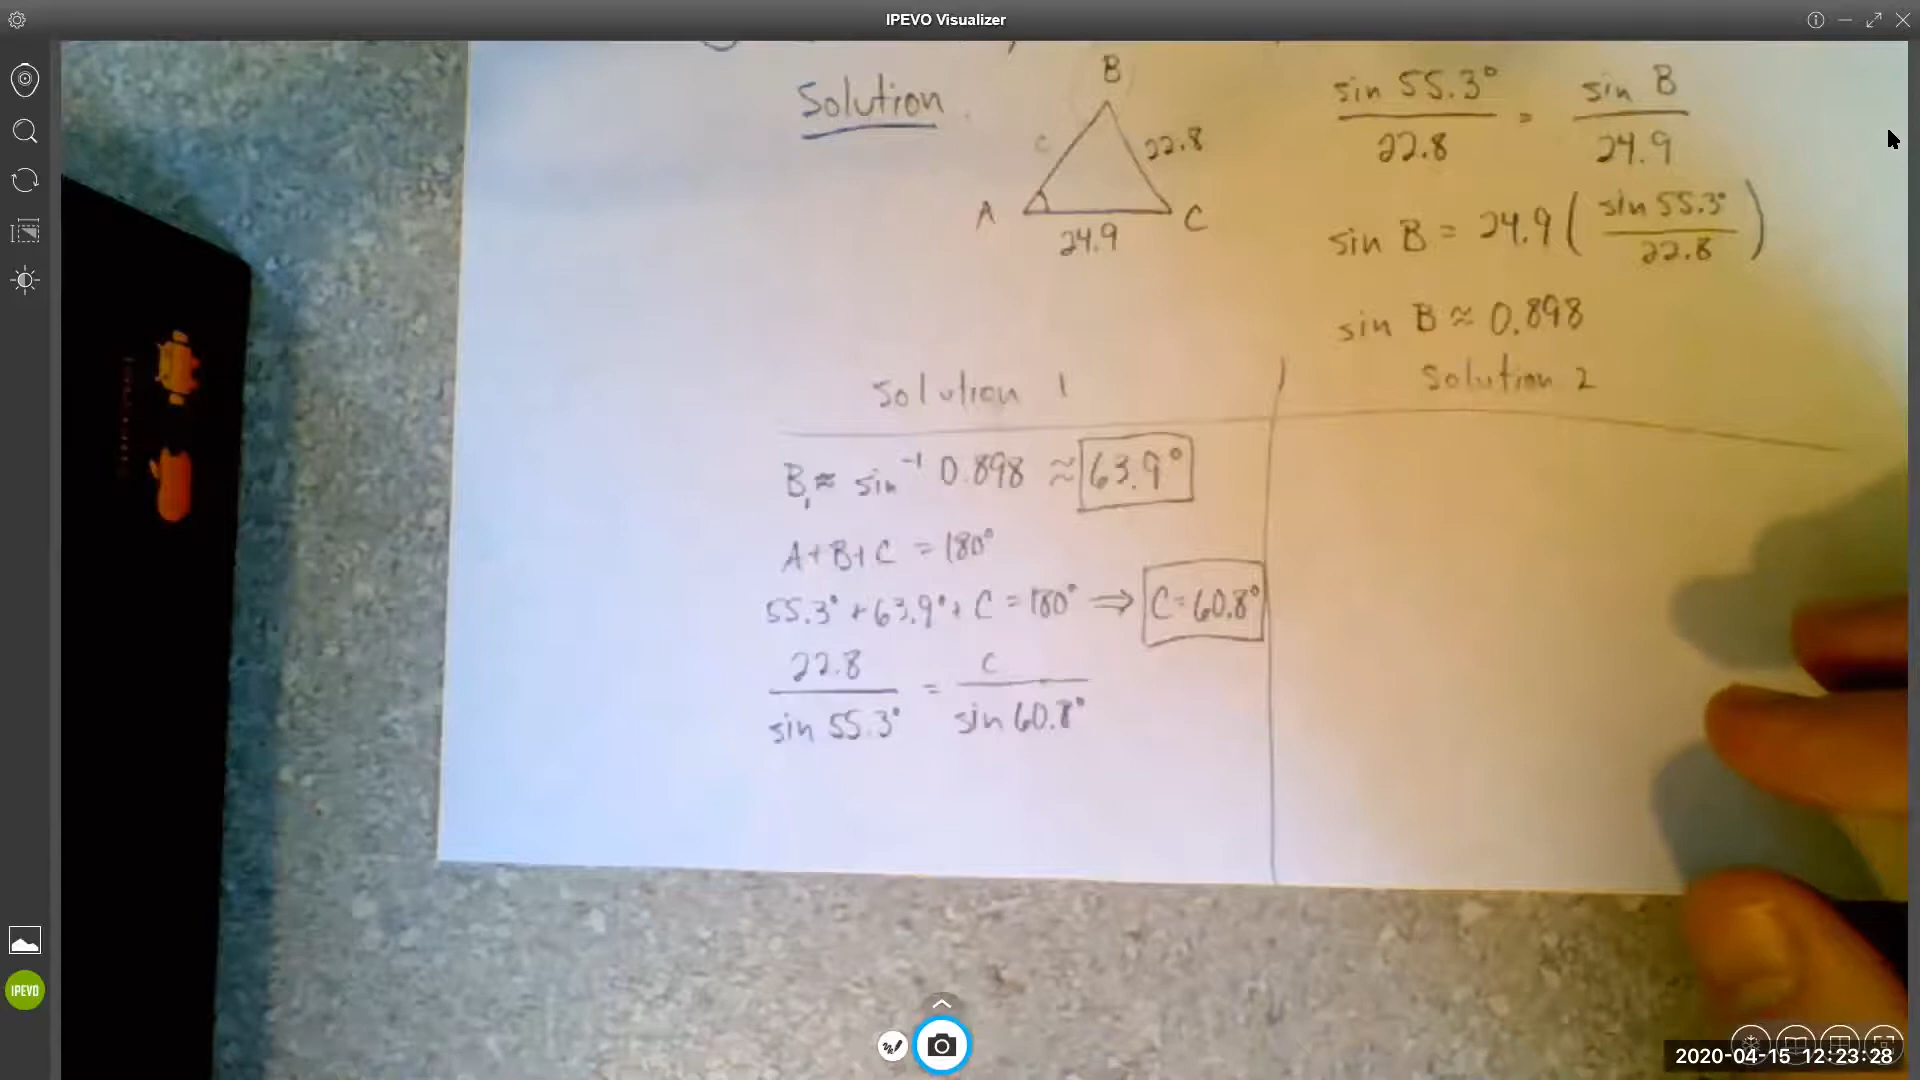 IPEVO Visualizer
Solution
B
c
22.8
A
C
24.9
sin 55.3° / 22.8 = sin B / 24.9
sin B = 24.9 ( sin 55.3° / 22.8 )
sin B ≈ 0.898
Solution 1
Solution 2
B₁ ≈ sin⁻¹ 0.898 ≈ 63.9°
A+B+C = 180°
55.3° + 63.9° + C = 180° ⇒ C = 60.8°
22.8 / sin 55.3° = c / sin 60.8°
IPEVO
2020-04-15 12:23:28